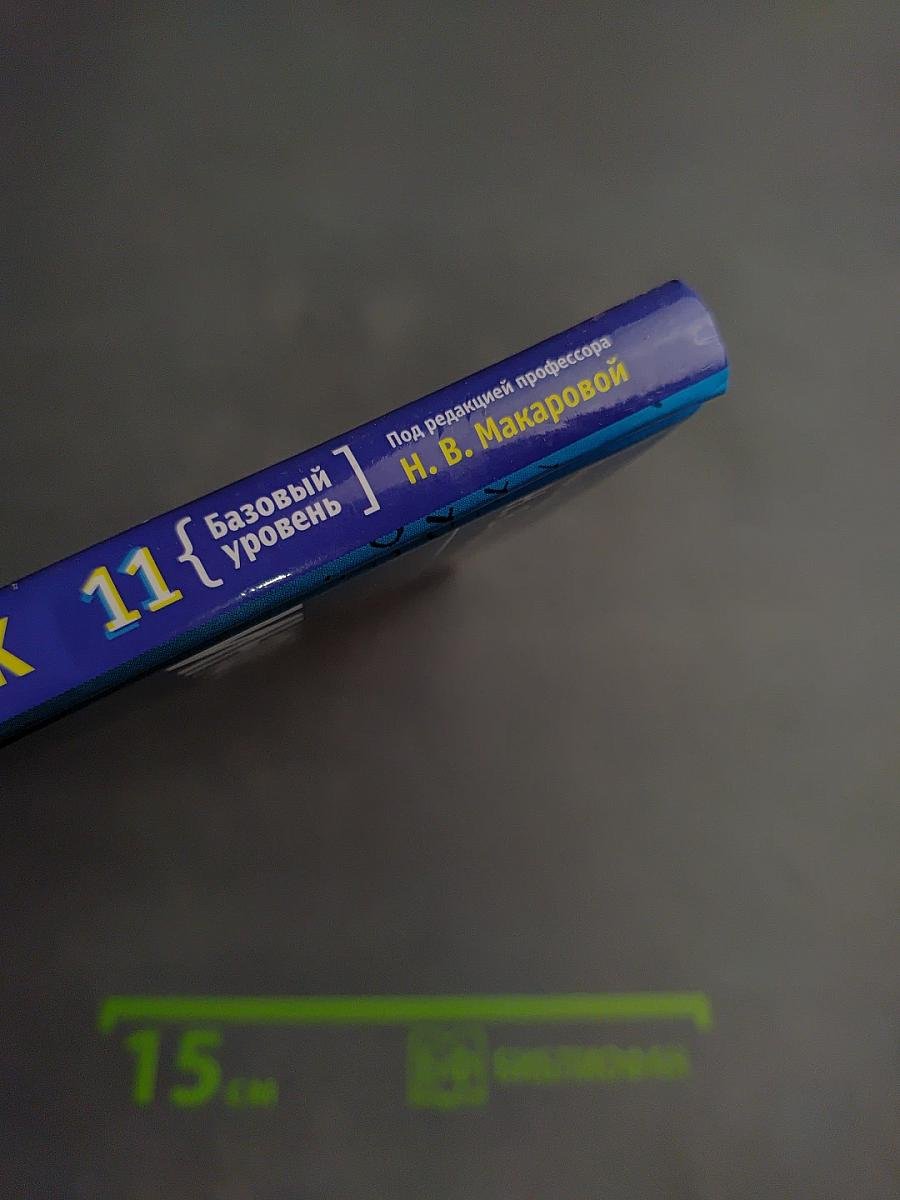 К 11 { Базовый
уровень ]
Под редакцией профессора
Н. В. Макаровой
15 см